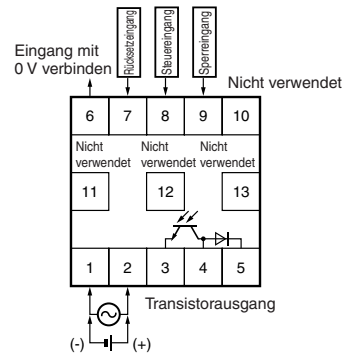 Eingang mit
0 V verbinden
Rücksetzeingang
Steuereingang
Sperreingang
Nicht verwendet
6 7 8 9 10
Nicht
verwendet
Nicht
verwendet
Nicht
verwendet
11 12 13
1 2 3 4 5
Transistorausgang
(-) (+)